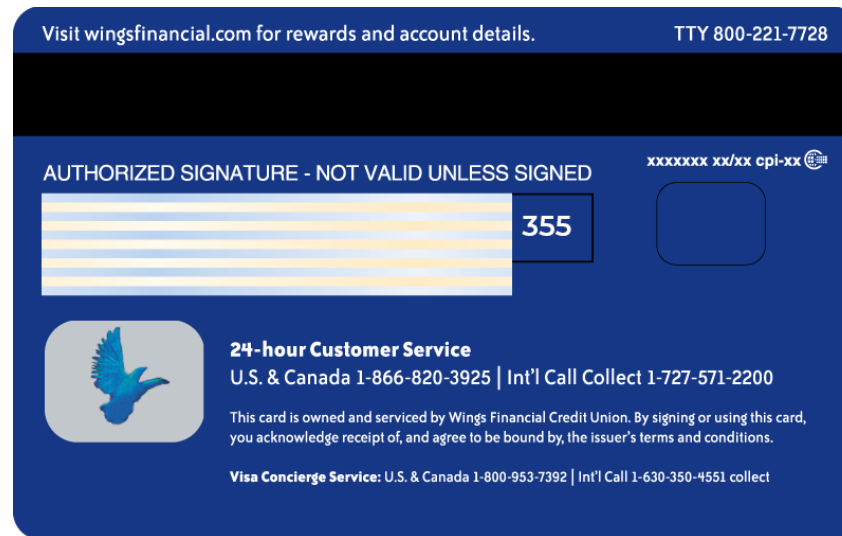 Visit wingsfinancial.com for rewards and account details. TTY 800-221-7728
xxxxxxx xx/xx cpi-xx
AUTHORIZED SIGNATURE - NOT VALID UNLESS SIGNED
355
24-hour Customer Service
U.S. & Canada 1-866-820-3925 | Int'l Call Collect 1-727-571-2200
This card is owned and serviced by Wings Financial Credit Union. By signing or using this card,
you acknowledge receipt of, and agree to be bound by, the issuer's terms and conditions.
Visa Concierge Service: U.S. & Canada 1-800-953-7392 | Int'l Call 1-630-350-4551 collect